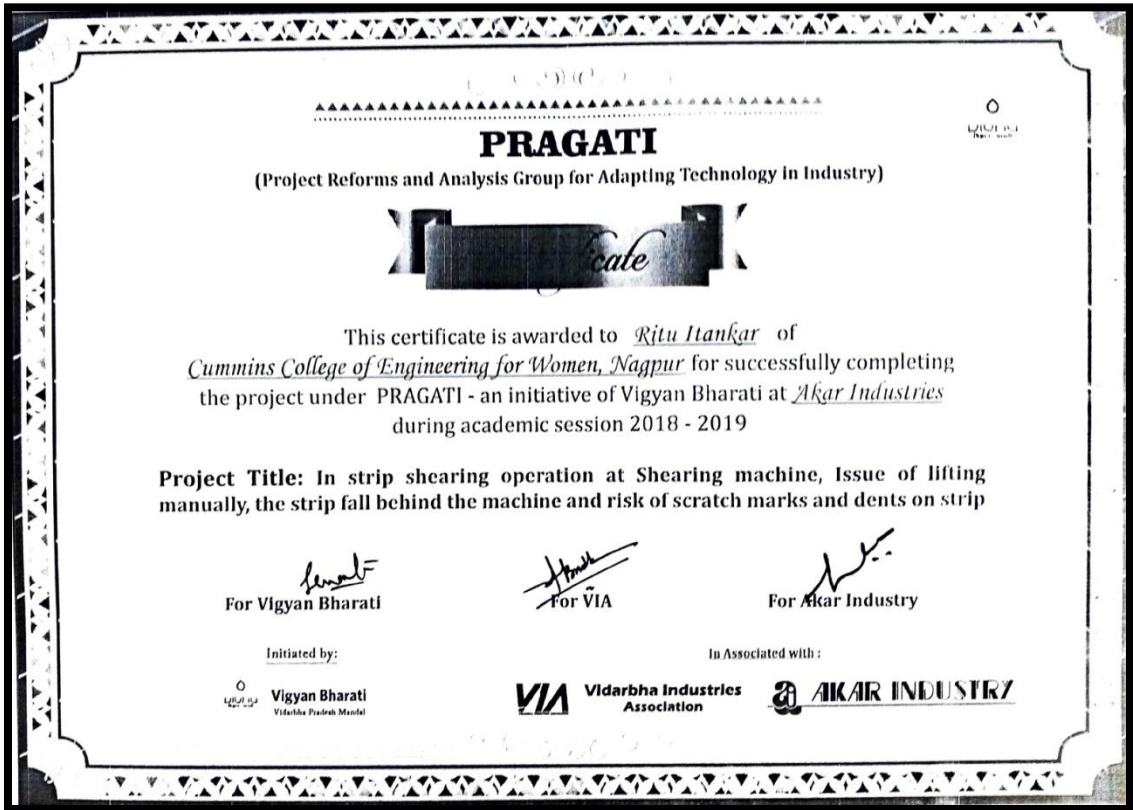 PRAGATI
(Project Reforms and Analysis Group for Adapting Technology in Industry)
cate
This certificate is awarded to Ritu Itankar of
Cummins College of Engineering for Women, Nagpur for successfully completing
the project under PRAGATI - an initiative of Vigyan Bharati at Akar Industries
during academic session 2018 - 2019
Project Title: In strip shearing operation at Shearing machine, Issue of lifting
manually, the strip fall behind the machine and risk of scratch marks and dents on strip
For Vigyan Bharati For VIA For Akar Industry
Initiated by: In Associated with :
Vigyan Bharati
Vidarbha Pradesh Mandal
VIA Vidarbha Industries
Association
AKAR INDUSTRY